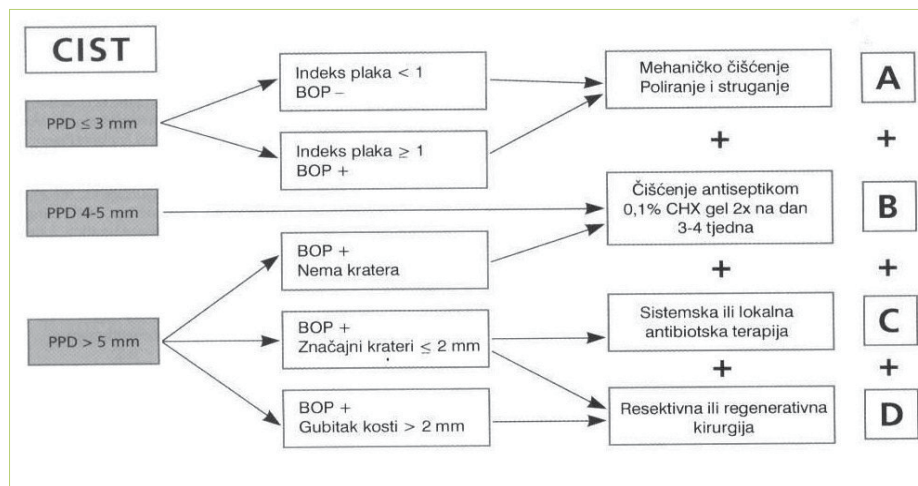 CIST
PPD ≤ 3 mm
PPD 4-5 mm
PPD > 5 mm
Indeks plaka < 1
BOP –
Indeks plaka ≥ 1
BOP +
BOP +
Nema kratera
BOP +
Značajni krateri ≤ 2 mm
BOP +
Gubitak kosti > 2 mm
Mehaničko čišćenje
Poliranje i struganje
+
Čišćenje antiseptikom
0,1% CHX gel 2x na dan
3-4 tjedna
+
Sistemska ili lokalna
antibiotska terapija
+
Resektivna ili regenerativna
kirurgija
A
+
B
+
C
+
D